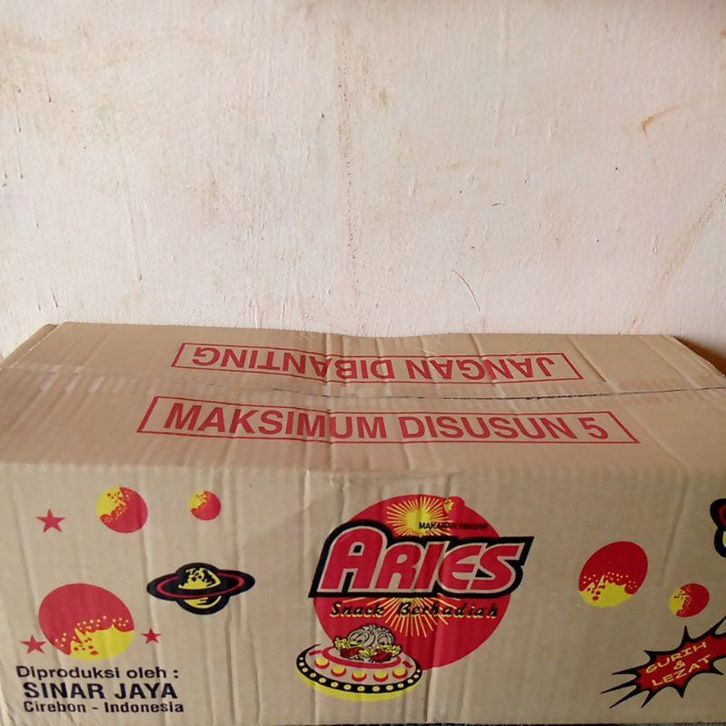 JANGAN DIBANTING
MAKSIMUM DISUSUN 5
MAKANAN RINGAN
ARIES
Snack Berhadiah
Diproduksi oleh :
SINAR JAYA
Cirebon - Indonesia
GURIH
&
LEZAT